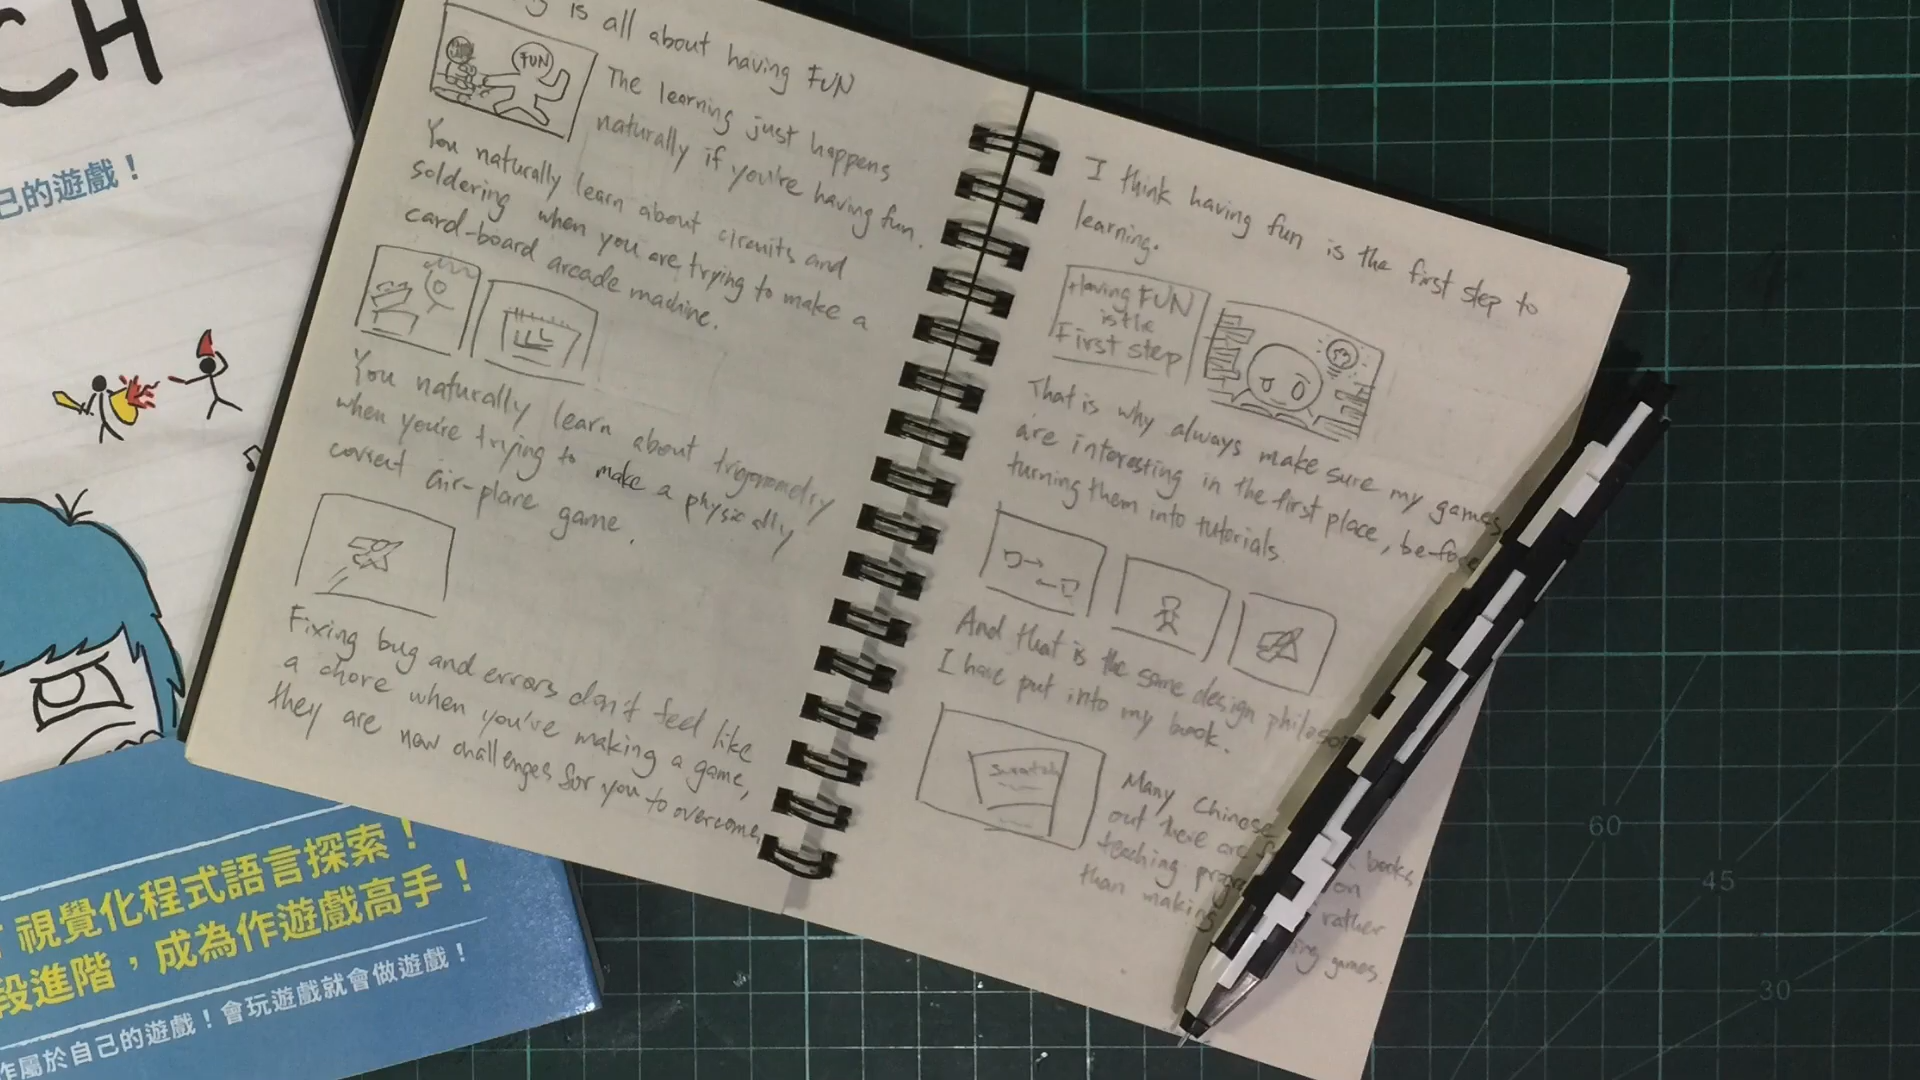 CH
己的遊戲！
視覺化程式語言探索！
段進階，成為作遊戲高手！
作屬於自己的遊戲！會玩遊戲就會做遊戲！
is all about having FUN
FUN
The learning just happens
naturally if you're having fun.
You naturally learn about circuits and
soldering when you are trying to make a
card-board arcade machine.
You naturally learn about trigonometry
when you're trying to make a physically
correct air-plane game.
Fixing bug and errors don't feel like
a chore when you're making a game,
they are now challenges for you to overcome
I think having fun is the first step to
learning.
Having FUN
is the
First step
That is why always make sure my games
are interesting in the first place, be-fore
turning them into tutorials.
And that is the same design philoso
I have put into my book.
Scratch
Many Chinese books
out there are on
teaching progr rather
than making games.
60
45
30